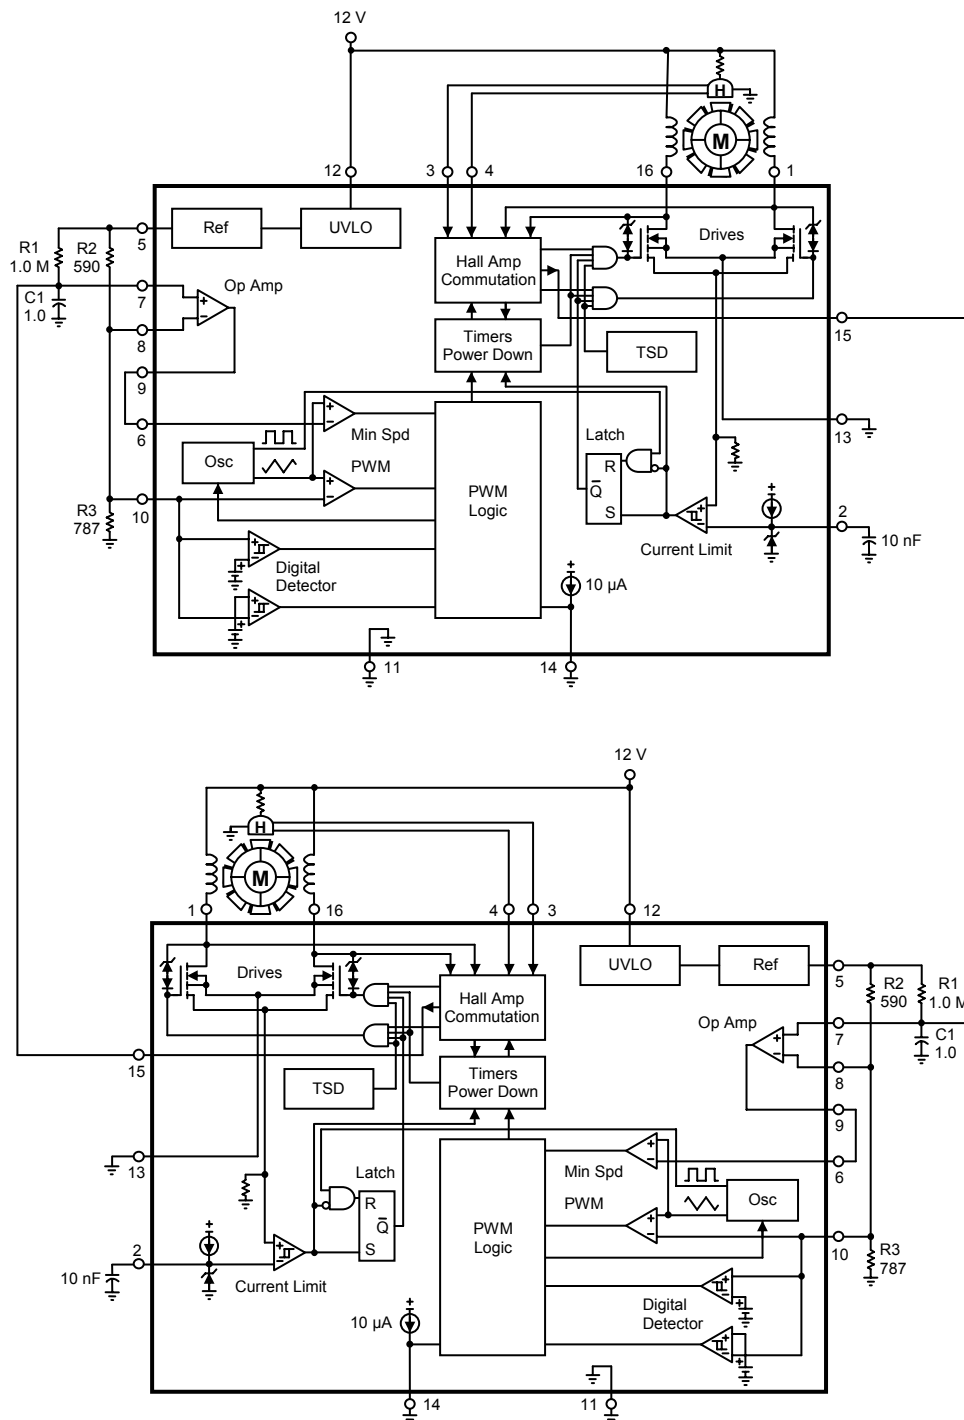 12 V
H
M
12
3
4
16
1
5
Ref
UVLO
Drives
R1
1.0 M
R2
590
Hall Amp
Commutation
7
Op Amp
C1
1.0
8
15
Timers
Power Down
TSD
9
6
Min Spd
13
Latch
Osc
PWM
R
Q̅
S
PWM
Logic
10
R3
787
2
10 nF
Current Limit
Digital
Detector
10 µA
11
14
12 V
H
M
1
16
4
3
12
Drives
UVLO
Ref
5
R2
590
R1
1.0 M
Hall Amp
Commutation
Op Amp
7
C1
1.0
15
8
Timers
Power Down
TSD
9
13
6
Latch
Min Spd
R
Q̅
S
PWM
Osc
PWM
Logic
10
R3
787
2
10 nF
Current Limit
Digital
Detector
10 µA
14
11